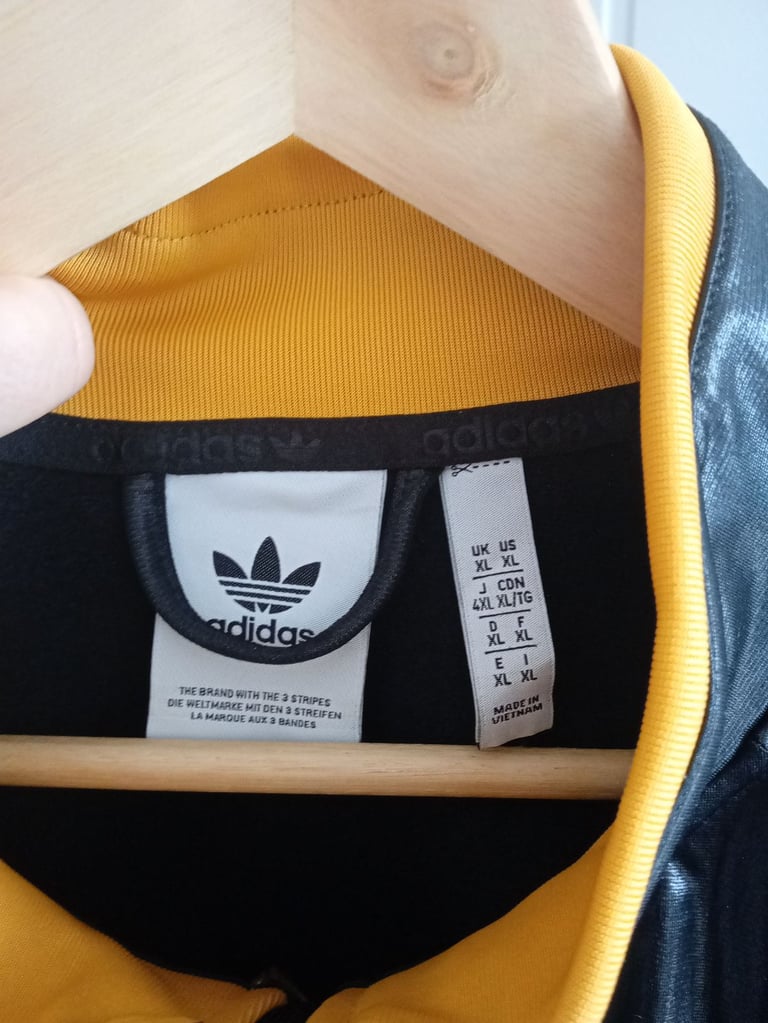 adidas adidas
adidas
THE BRAND WITH THE 3 STRIPES
DIE WELTMARKE MIT DEN 3 STREIFEN
LA MARQUE AUX 3 BANDES
UK US
XL XL
J CDN
4XL XL/TG
D F
XL XL
E I
XL XL
MADE IN
VIETNAM